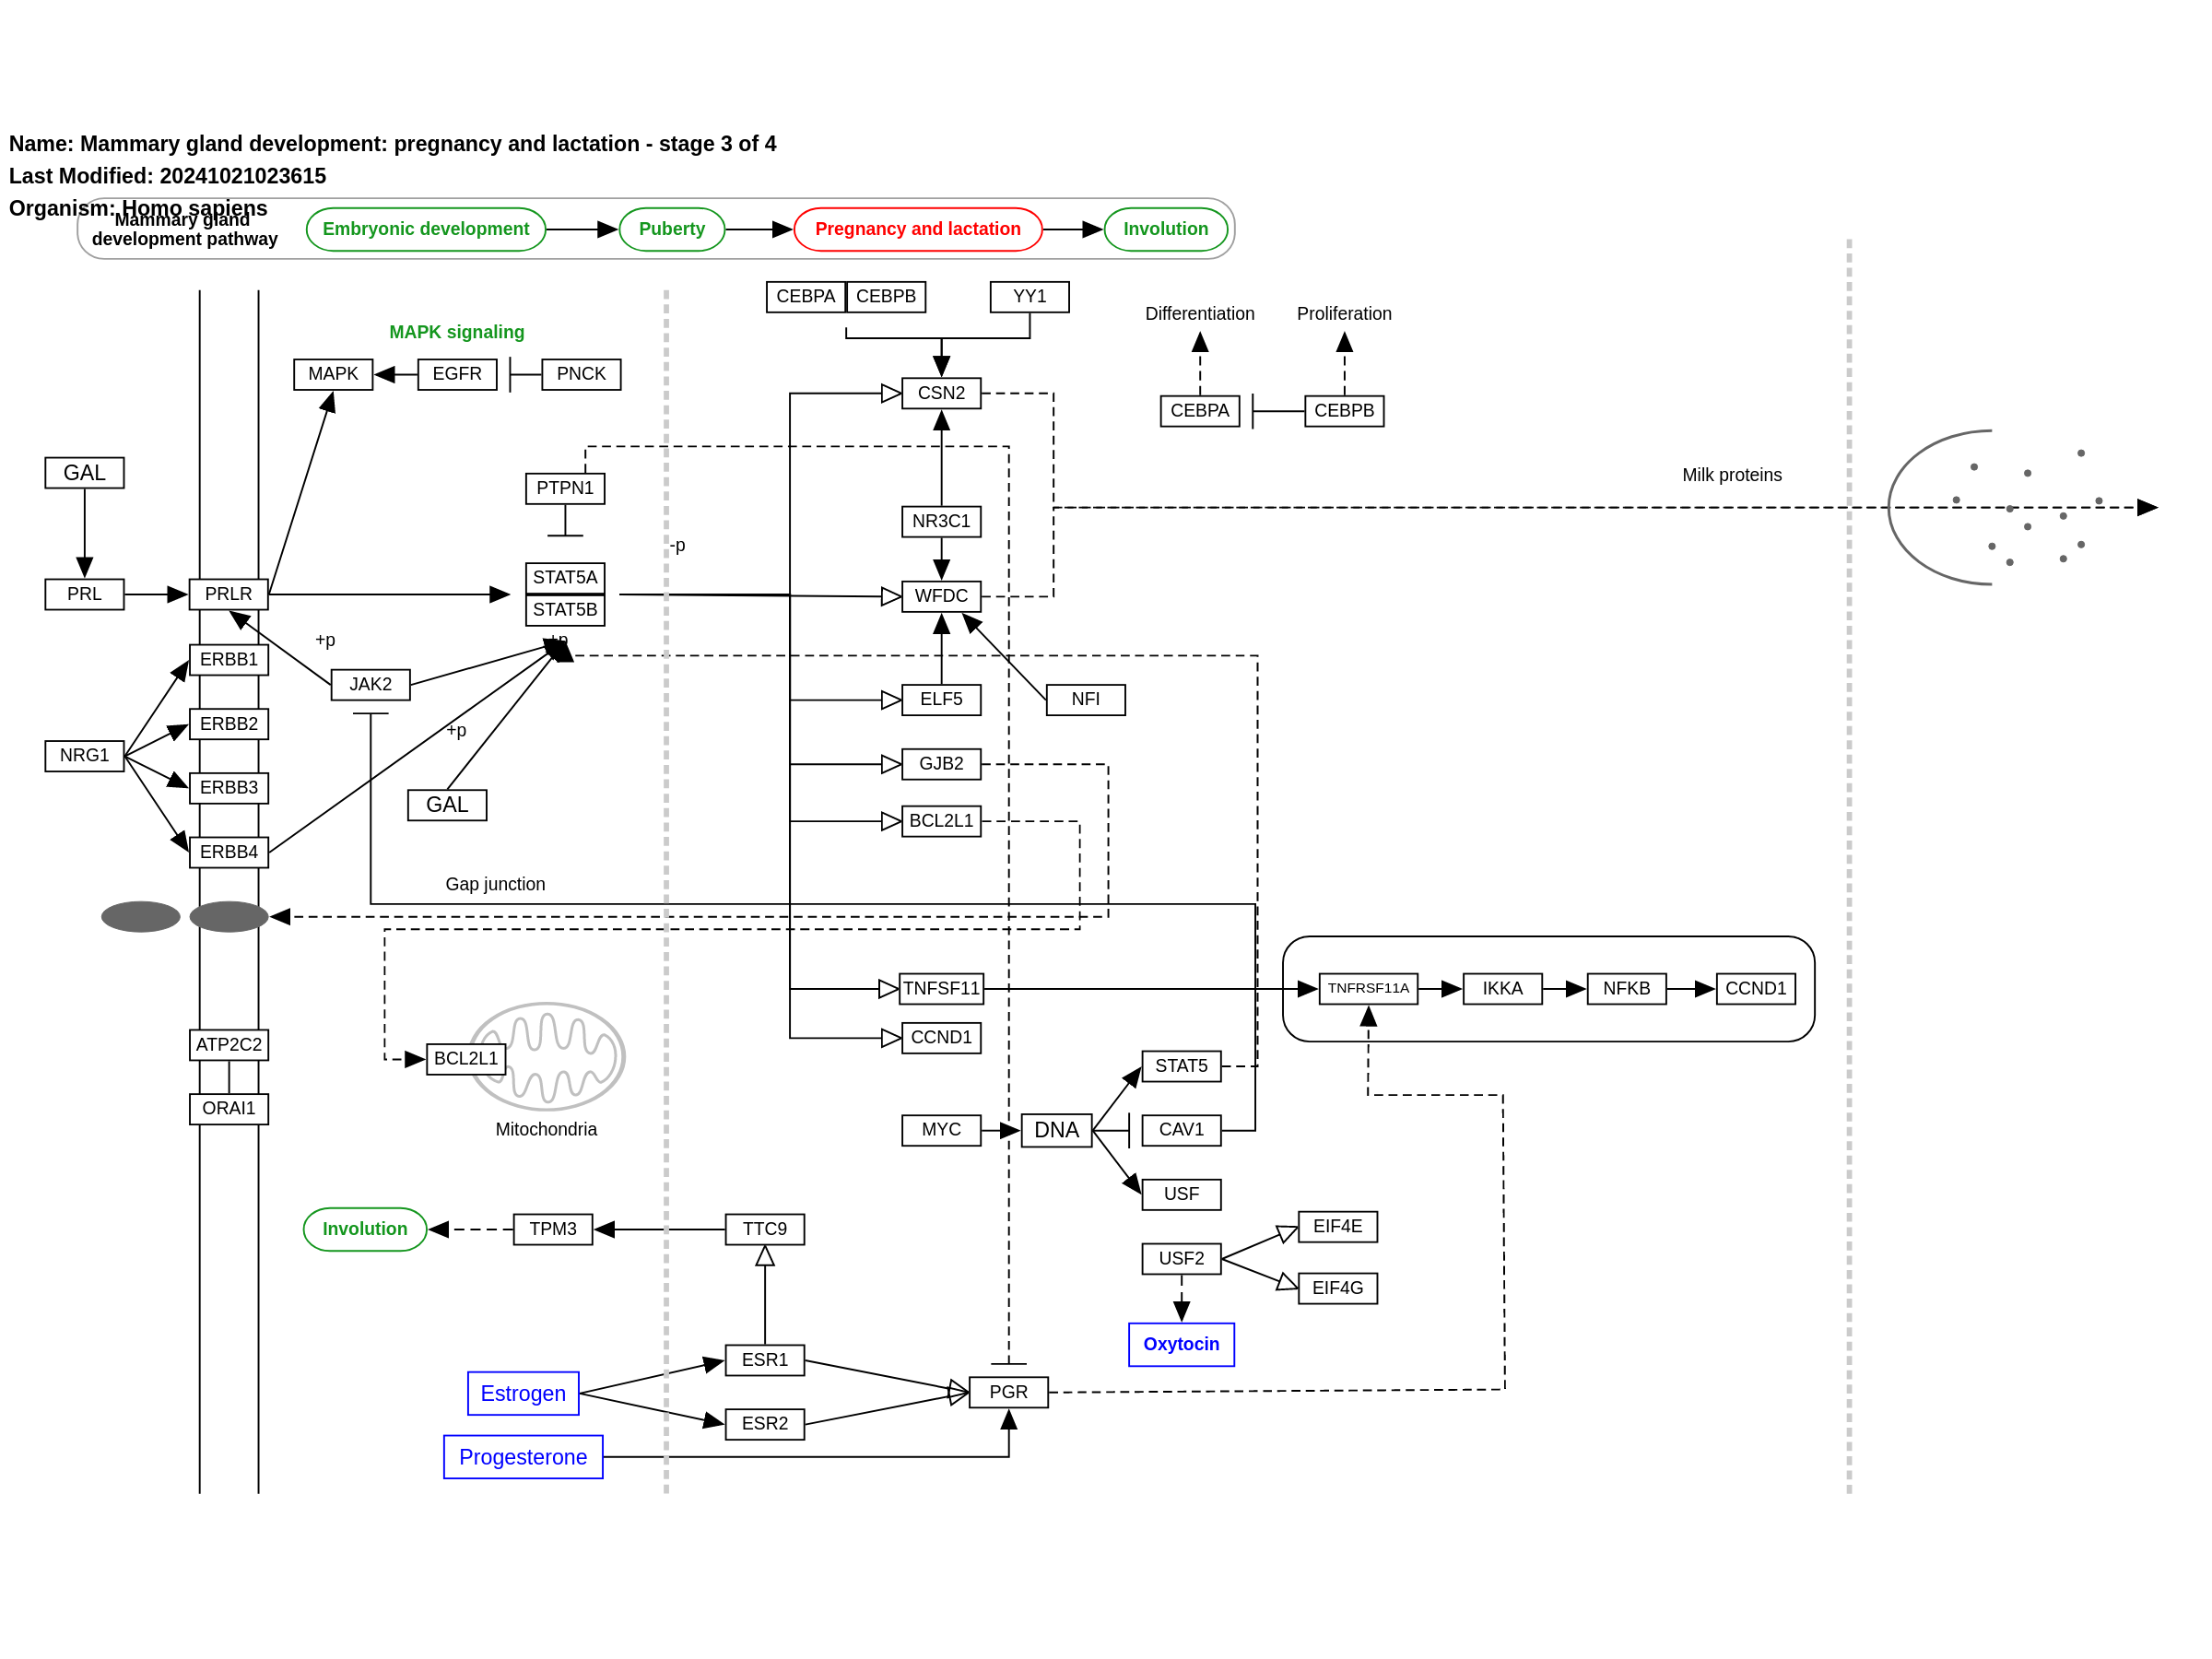 Name: Mammary gland development: pregnancy and lactation - stage 3 of 4
Last Modified: 20241021023615
Organism: Homo sapiens
Mammary gland
development pathway
Embryonic development
Puberty
Pregnancy and lactation
Involution
CEBPA
CEBPB
YY1
Differentiation
Proliferation
MAPK signaling
MAPK
EGFR
PNCK
CSN2
CEBPA
CEBPB
GAL
PTPN1
Milk proteins
NR3C1
-p
STAT5A
PRL
PRLR
WFDC
STAT5B
+p
+p
ERBB1
JAK2
ELF5
NFI
ERBB2
+p
NRG1
GJB2
ERBB3
GAL
BCL2L1
ERBB4
Gap junction
TNFSF11
TNFRSF11A
IKKA
NFKB
CCND1
CCND1
ATP2C2
BCL2L1
STAT5
ORAI1
Mitochondria
MYC
DNA
CAV1
USF
Involution
TPM3
TTC9
EIF4E
USF2
EIF4G
Oxytocin
ESR1
Estrogen
PGR
ESR2
Progesterone